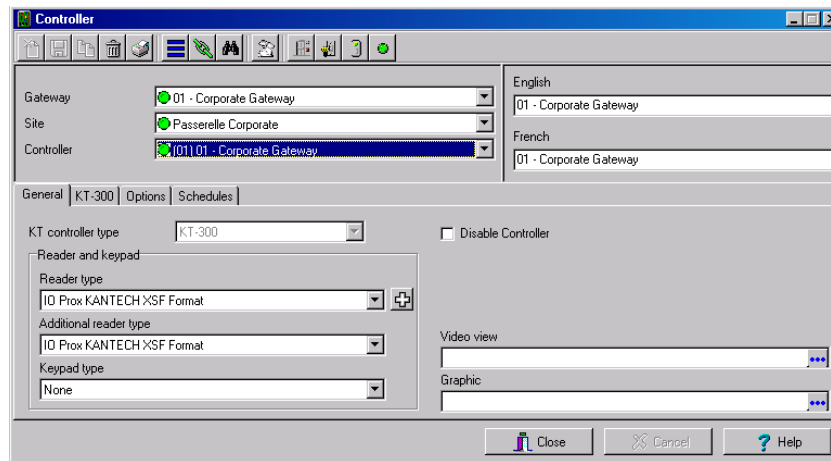 Controller
Gateway
01 - Corporate Gateway
Site
Passerelle Corporate
Controller
(01) 01 - Corporate Gateway
English
01 - Corporate Gateway
French
01 - Corporate Gateway
General KT-300 Options Schedules
KT controller type
KT-300
Disable Controller
Reader and keypad
Reader type
IO Prox KANTECH XSF Format
Additional reader type
IO Prox KANTECH XSF Format
Keypad type
None
Video view
Graphic
Close Cancel Help